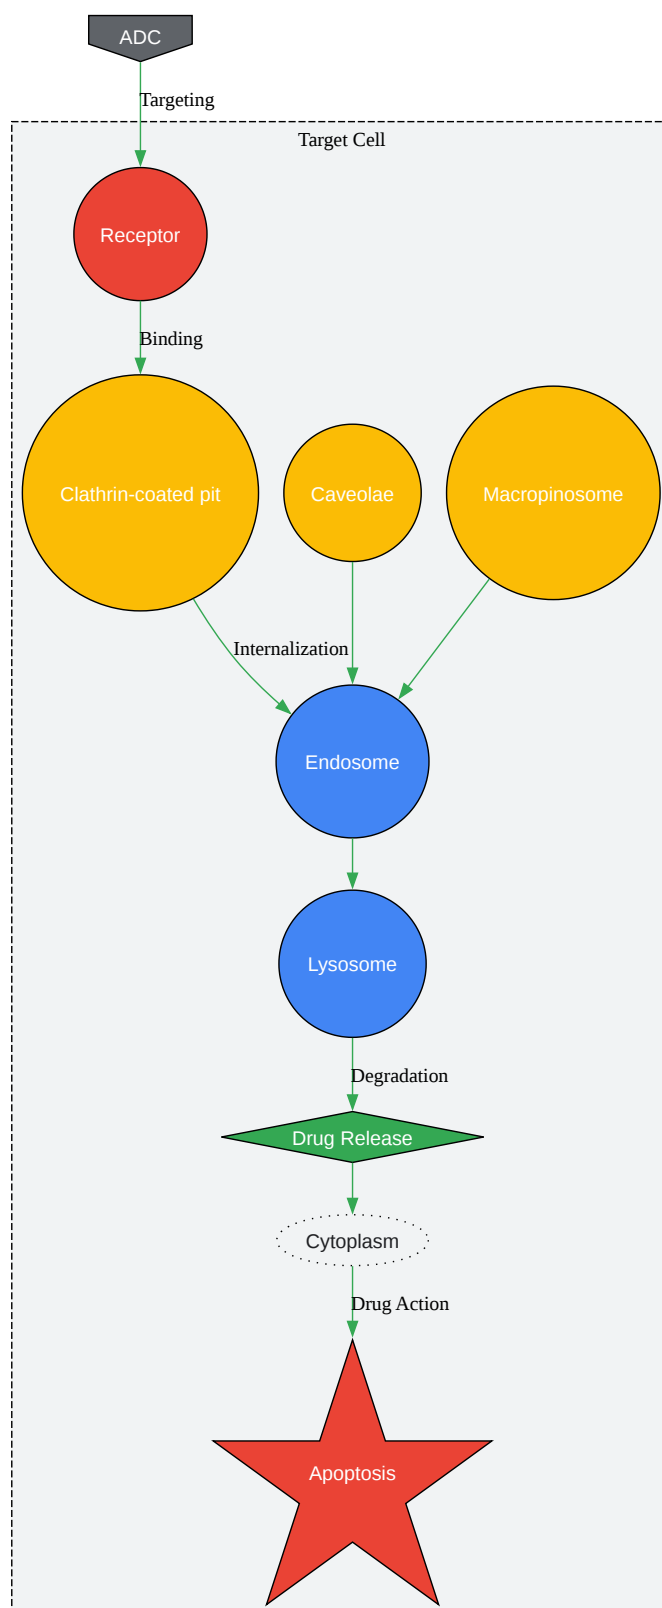 ADC
Targeting
Target Cell
Receptor
Binding
Clathrin-coated pit
Caveolae
Macropinosome
Internalization
Endosome
Lysosome
Degradation
Drug Release
Cytoplasm
Drug Action
Apoptosis